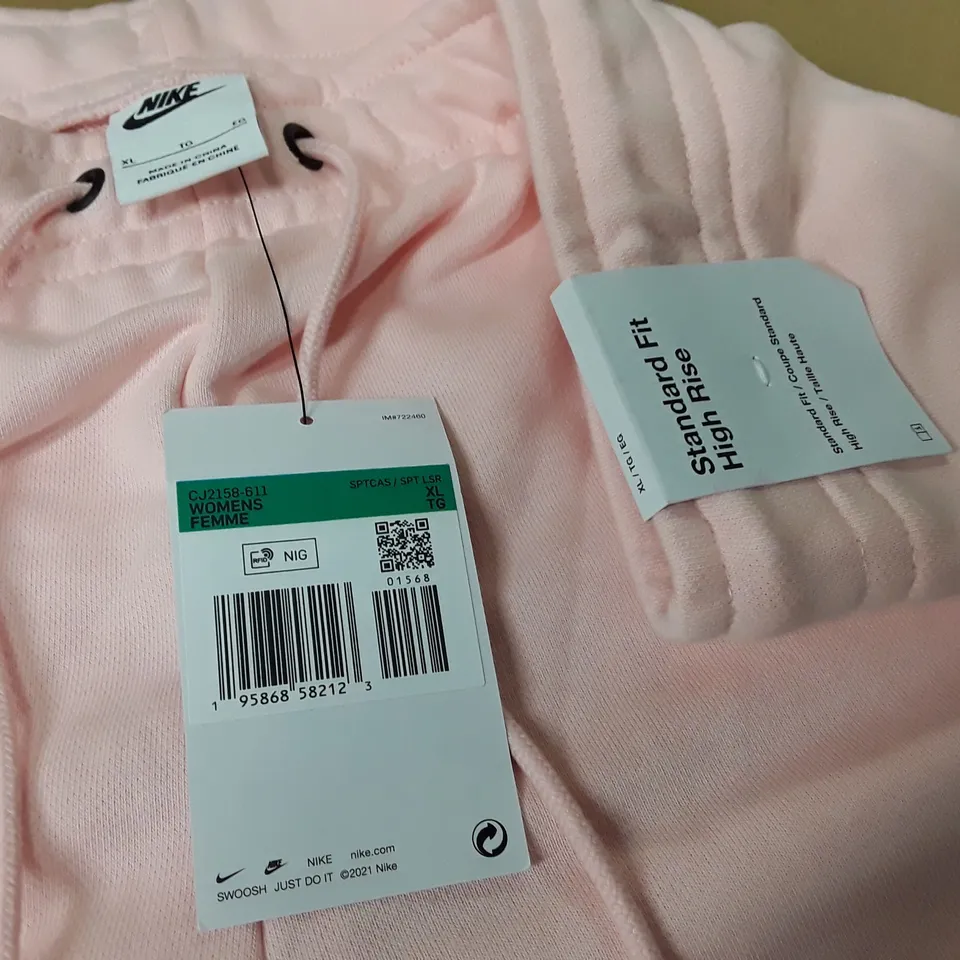 NIKE
XL TG EG
MADE IN CHINA
FABRIQUÉ EN CHINE
Standard Fit
High Rise
Standard Fit / Coupe Standard
High Rise / Taille Haute
XL / TG / EG
IM#722460
CJ2158-611 SPTCAS / SPT LSR
WOMENS XL
FEMME TG
RFID NIG
01568
1 95868 58212 3
NIKE nike.com
SWOOSH JUST DO IT ©2021 Nike